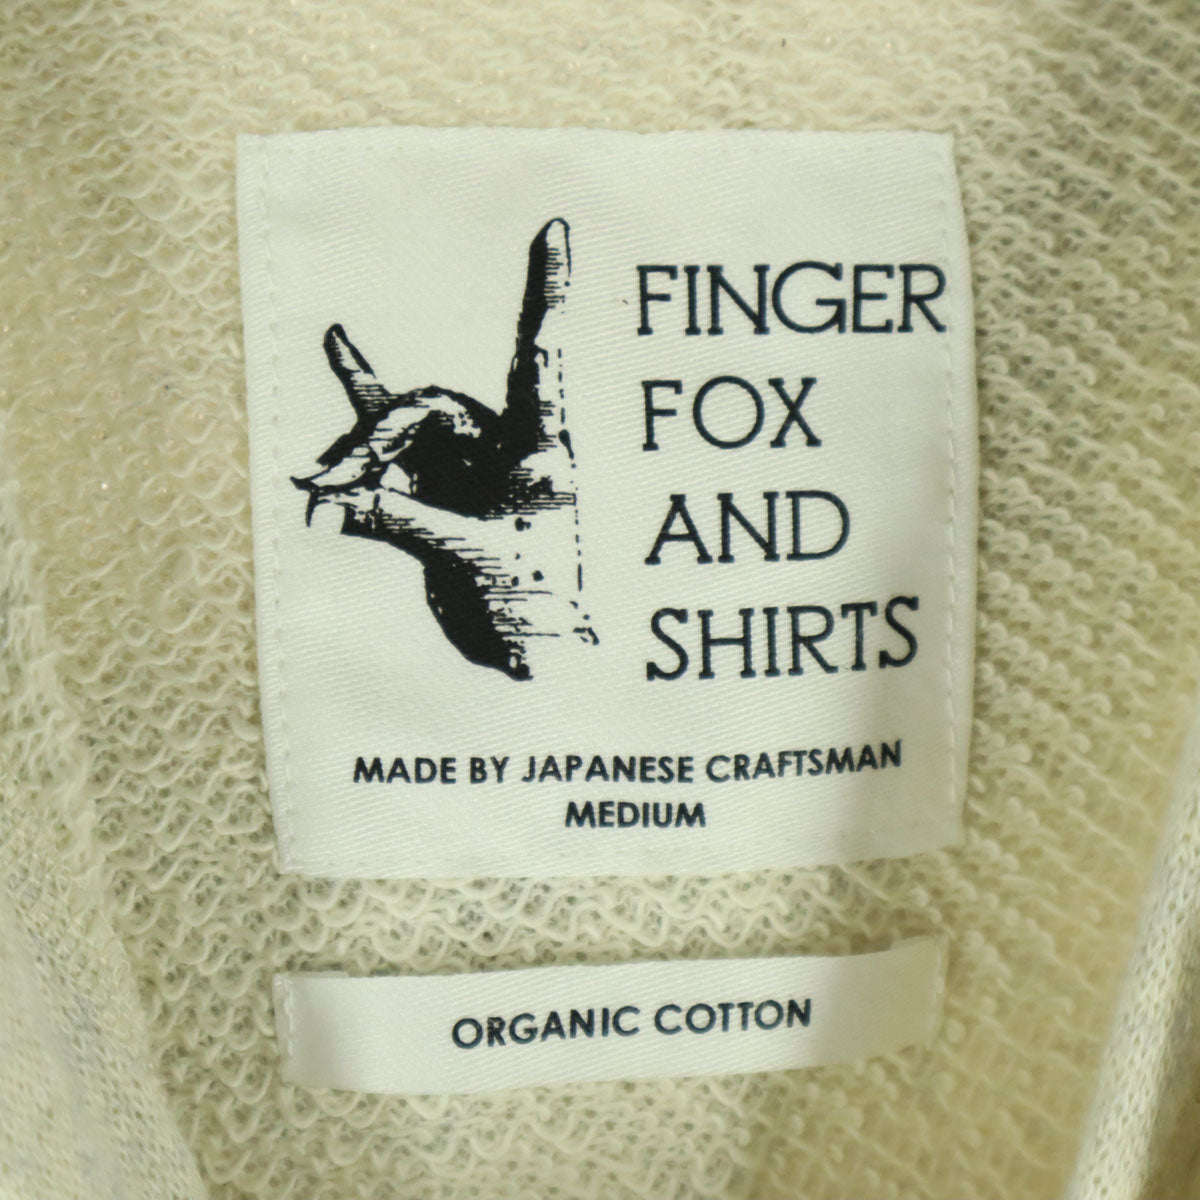 FINGER
FOX
AND
SHIRTS
MADE BY JAPANESE CRAFTSMAN
MEDIUM
ORGANIC COTTON